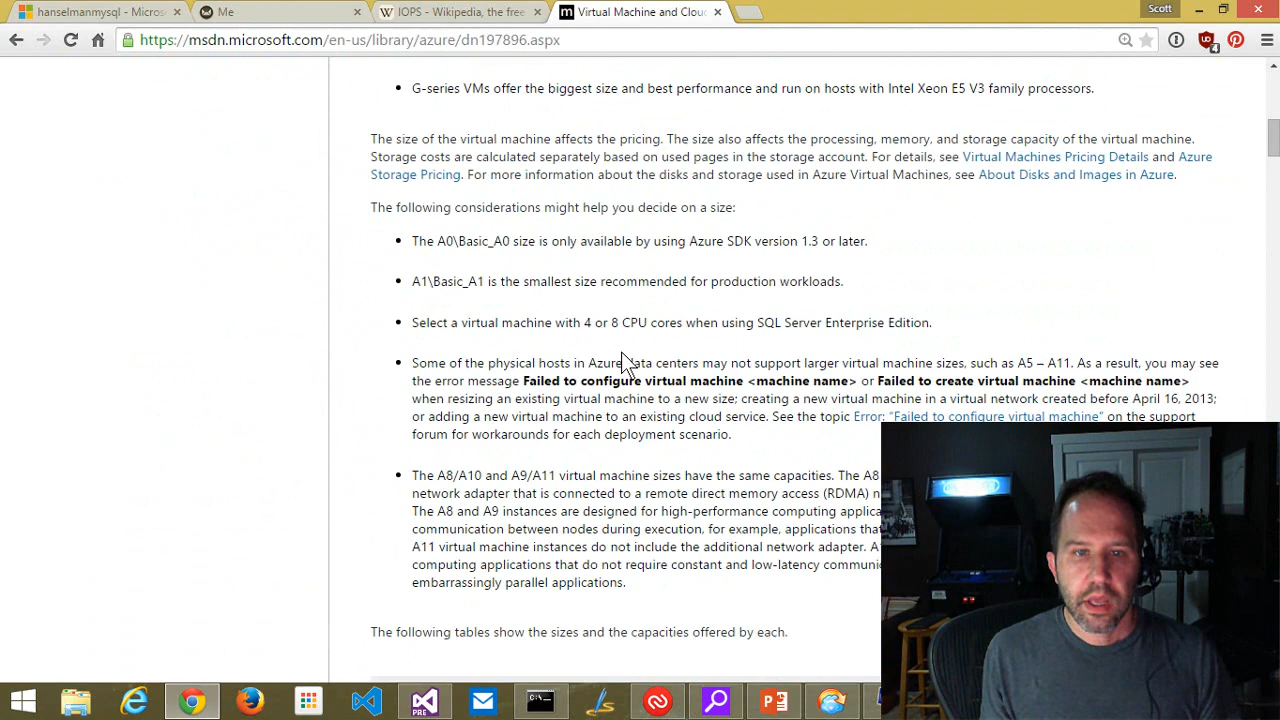 hanselmanmysql - Micros
Me
IOPS - Wikipedia, the free
Virtual Machine and Clou
Scott
https://msdn.microsoft.com/en-us/library/azure/dn197896.aspx
4
G-series VMs offer the biggest size and best performance and run on hosts with Intel Xeon E5 V3 family processors.
The size of the virtual machine affects the pricing. The size also affects the processing, memory, and storage capacity of the virtual machine.
Storage costs are calculated separately based on used pages in the storage account. For details, see Virtual Machines Pricing Details and Azure
Storage Pricing. For more information about the disks and storage used in Azure Virtual Machines, see About Disks and Images in Azure.
The following considerations might help you decide on a size:
The A0\Basic_A0 size is only available by using Azure SDK version 1.3 or later.
A1\Basic_A1 is the smallest size recommended for production workloads.
Select a virtual machine with 4 or 8 CPU cores when using SQL Server Enterprise Edition.
Some of the physical hosts in Azure data centers may not support larger virtual machine sizes, such as A5 – A11. As a result, you may see
the error message Failed to configure virtual machine <machine name> or Failed to create virtual machine <machine name>
when resizing an existing virtual machine to a new size; creating a new virtual machine in a virtual network created before April 16, 2013;
or adding a new virtual machine to an existing cloud service. See the topic Error: “Failed to configure virtual machine” on the support
forum for workarounds for each deployment scenario.
The A8/A10 and A9/A11 virtual machine sizes have the same capacities. The A8
network adapter that is connected to a remote direct memory access (RDMA) n
The A8 and A9 instances are designed for high-performance computing applica
communication between nodes during execution, for example, applications that
A11 virtual machine instances do not include the additional network adapter. A
computing applications that do not require constant and low-latency communic
embarrassingly parallel applications.
The following tables show the sizes and the capacities offered by each.